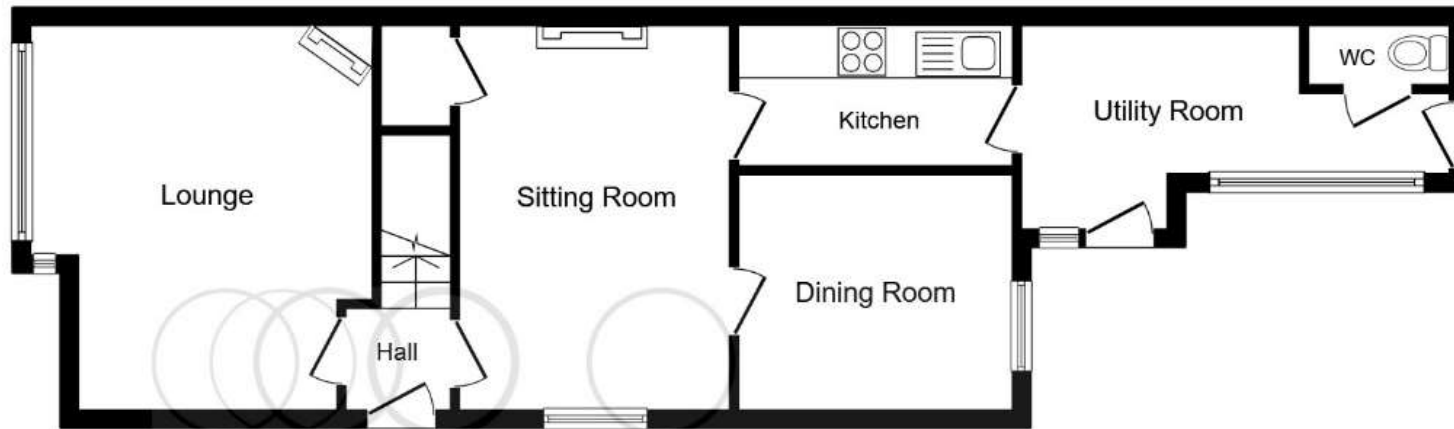 WC
Utility Room
Kitchen
Lounge
Sitting Room
Dining Room
Hall